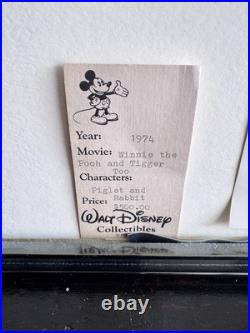 Year: 1974
Movie: Winnie the
Pooh and Tigger
Too
Characters:
Piglet and
Rabbit
Price: $500.00
Walt Disney
Collectibles